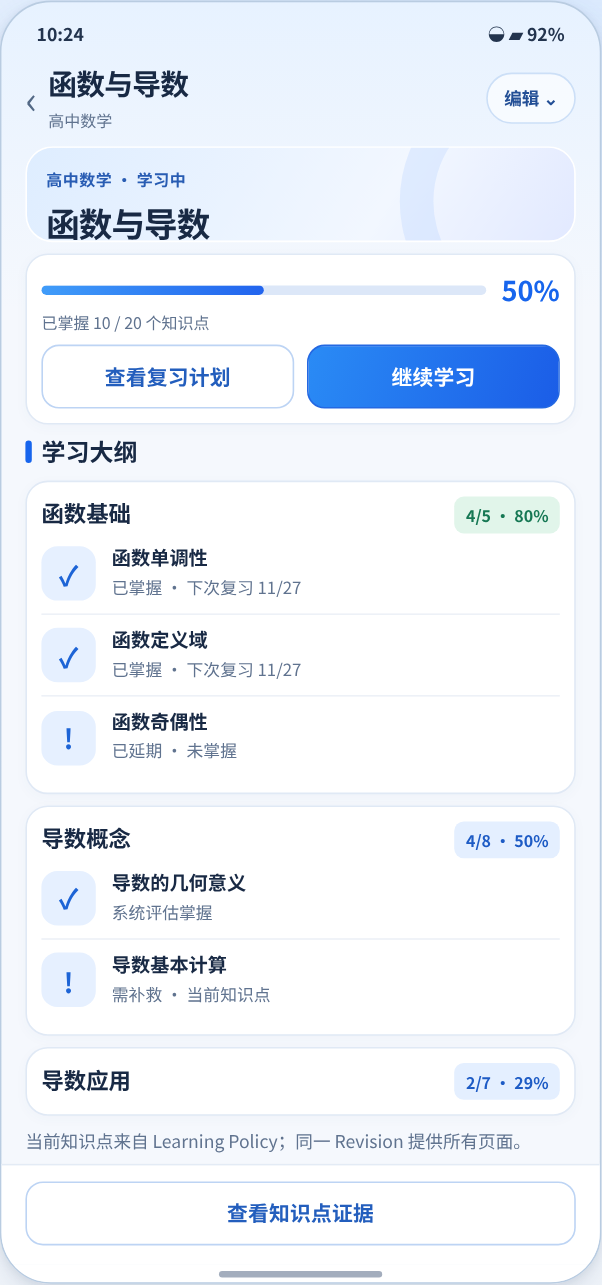 10:24
92%
函数与导数
高中数学
编辑
高中数学 · 学习中
函数与导数
50%
已掌握 10 / 20 个知识点
查看复习计划
继续学习
学习大纲
函数基础
4/5 · 80%
函数单调性
已掌握 · 下次复习 11/27
函数定义域
已掌握 · 下次复习 11/27
函数奇偶性
已延期 · 未掌握
导数概念
4/8 · 50%
导数的几何意义
系统评估掌握
导数基本计算
需补救 · 当前知识点
导数应用
2/7 · 29%
当前知识点来自 Learning Policy；同一 Revision 提供所有页面。
查看知识点证据